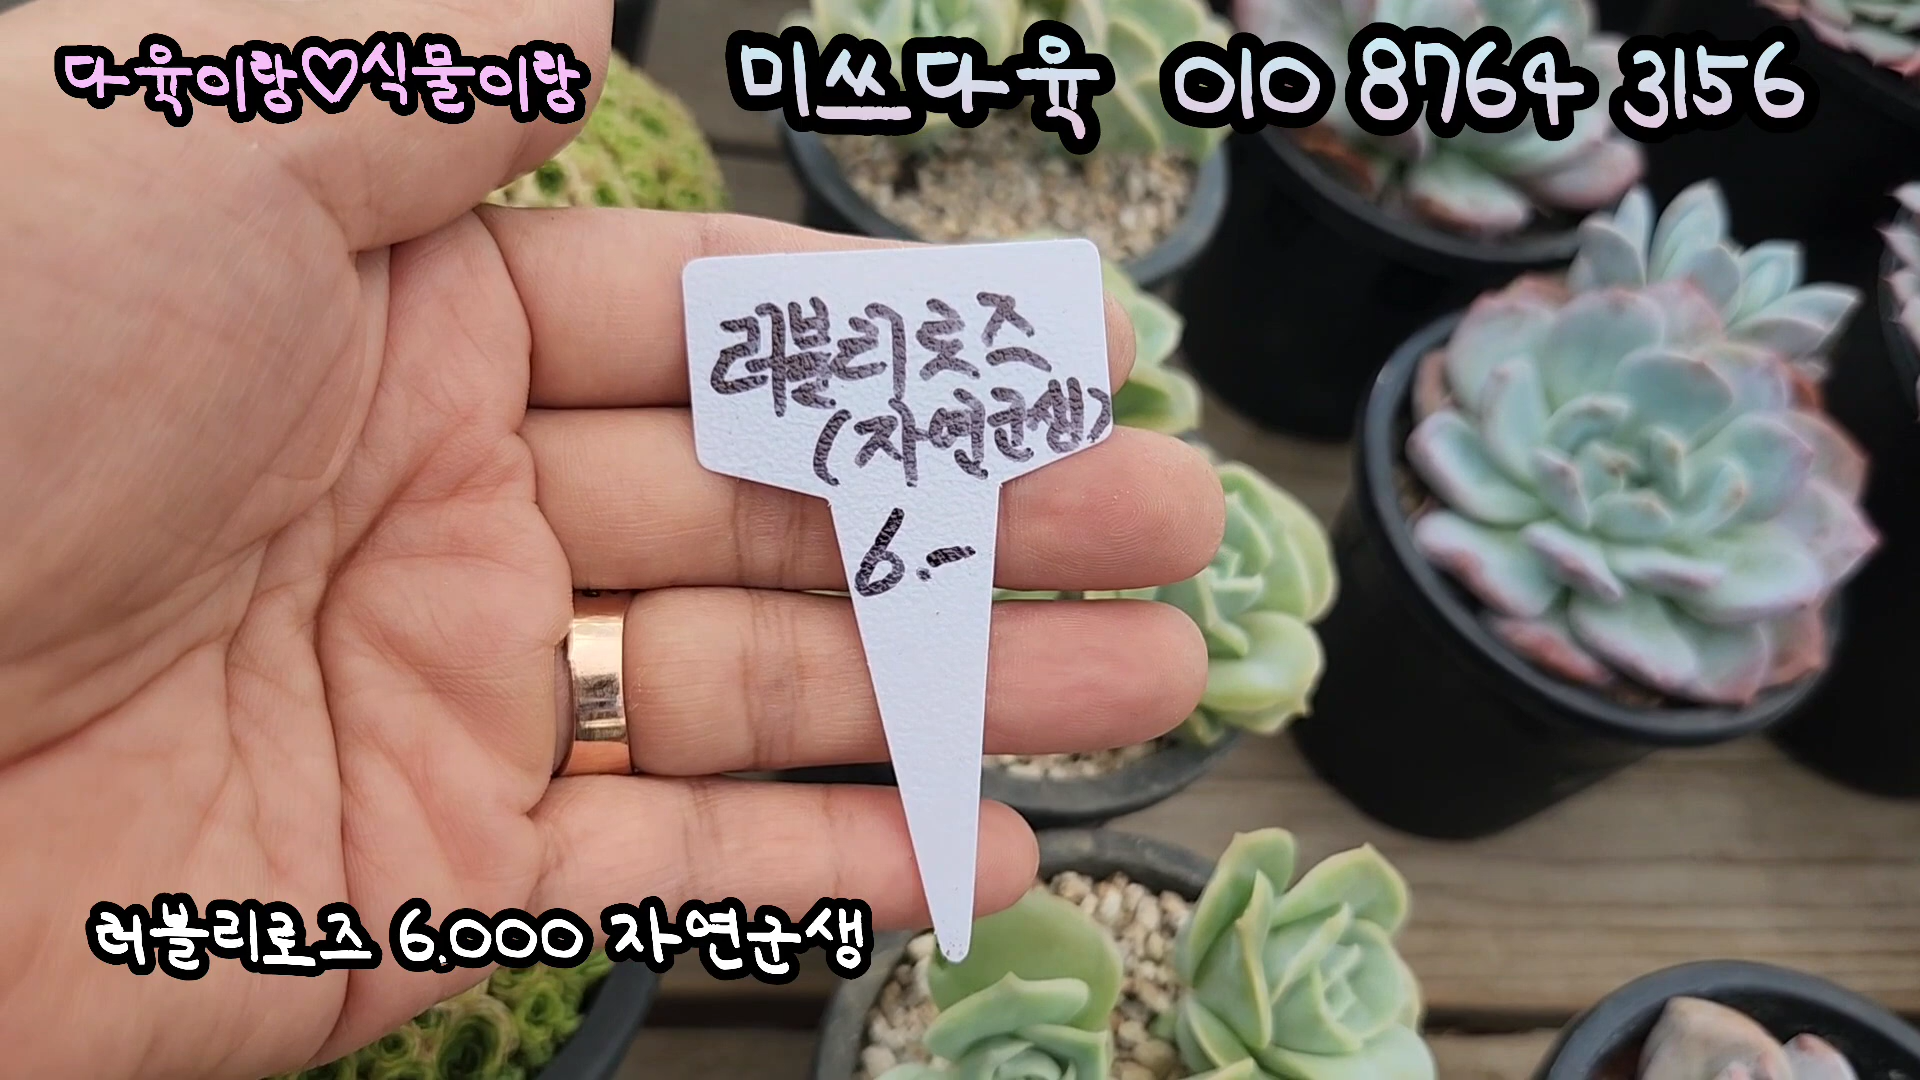 다육이랑♡식물이랑
미쓰다육 010 8764 3156
러블리로즈
(자연군생)
6.-
러블리로즈 6.000 자연군생